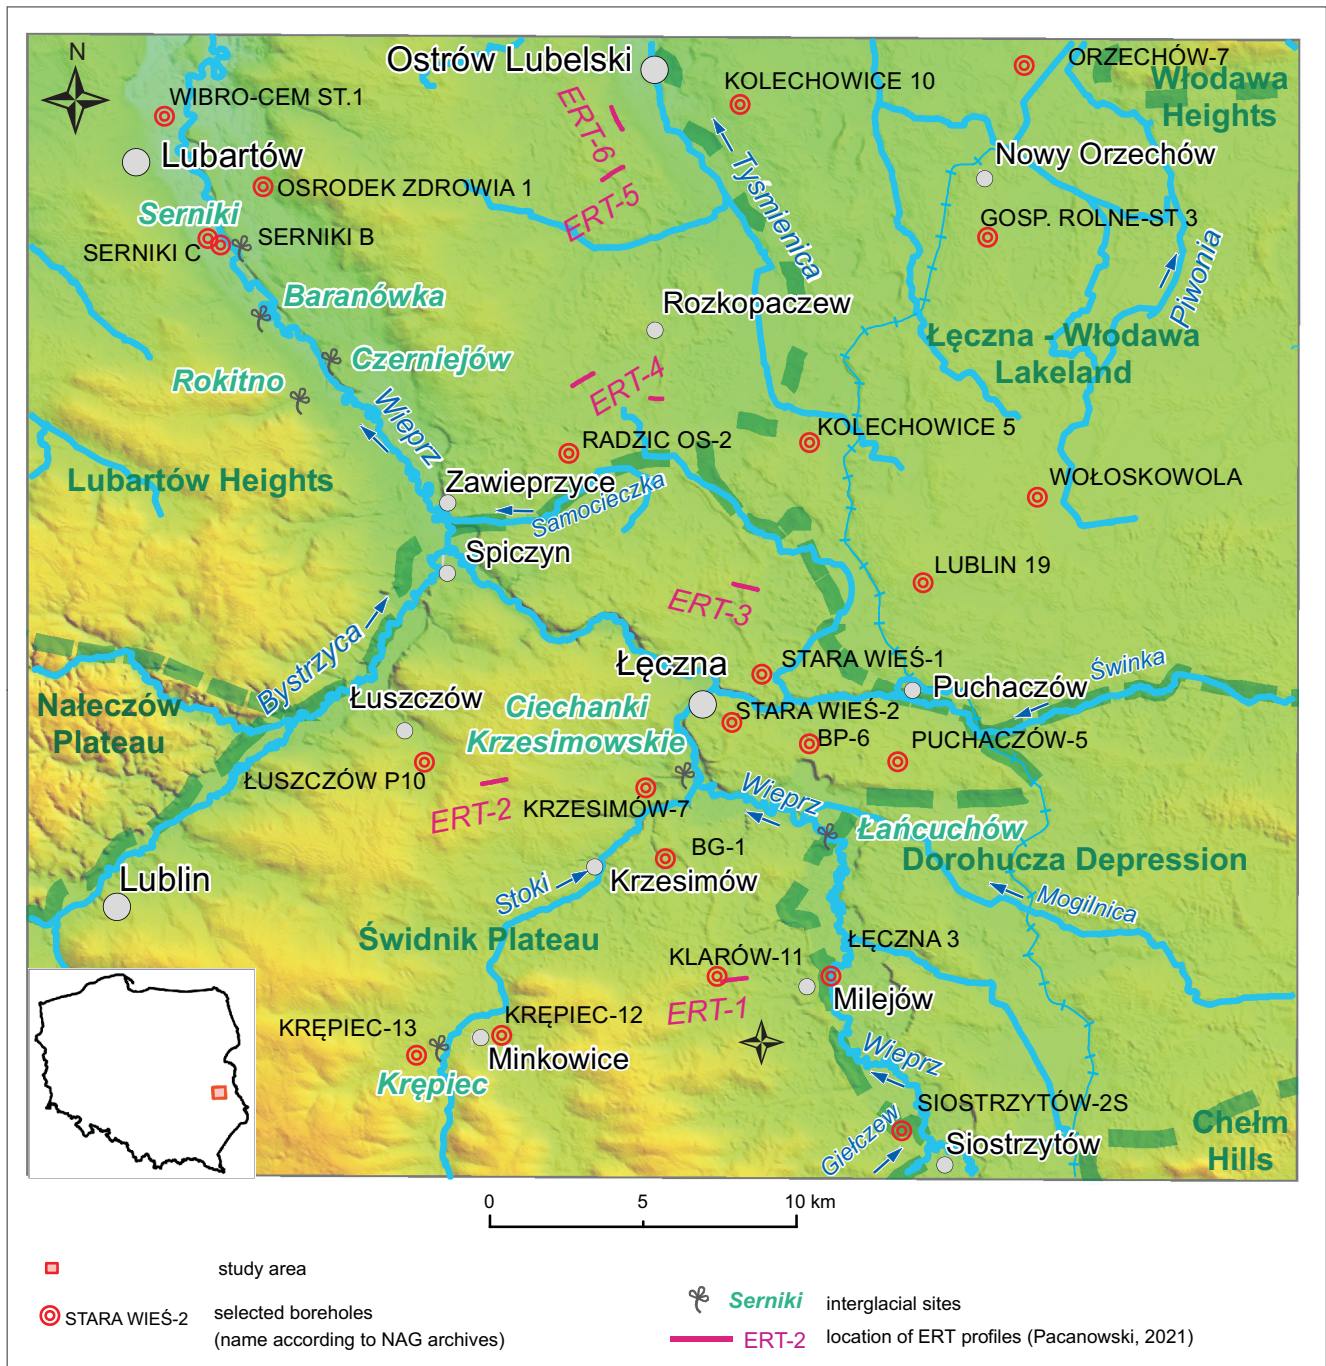 N
Ostrów Lubelski
ORZECHÓW-7
KOLECHOWICE 10
Włodawa
Heights
WIBRO-CEM ST.1
ERT-6
Lubartów
Nowy Orzechów
Tyśmienica
OSRODEK ZDROWIA 1
ERT-5
Serniki
GOSP. ROLNE-ST 3
SERNIKI B
SERNIKI C
Piwonia
Baranówka
Rozkopaczew
Łęczna - Włodawa
Lakeland
Czerniejów
Rokitno
ERT-4
Wieprz
KOLECHOWICE 5
RADZIC OS-2
Lubartów Heights
WOŁOSKOWOLA
Zawieprzyce
Samocieczka
Spiczyn
LUBLIN 19
ERT-3
Bystrzyca
Łęczna
STARA WIEŚ-1
Świnka
Puchaczów
Nałeczów
Plateau
Łuszczów
Ciechanki
Krzesimowskie
STARA WIEŚ-2
BP-6
PUCHACZÓW-5
ŁUSZCZÓW P10
ERT-2
KRZESIMÓW-7
Wieprz
Łańcuchów
BG-1
Dorohucza Depression
Lublin
Stoki
Krzesimów
Mogilnica
Świdnik Plateau
ŁĘCZNA 3
KLARÓW-11
Milejów
ERT-1
KRĘPIEC-12
KRĘPIEC-13
Minkowice
Wieprz
Krępiec
SIOSTRZYTÓW-2S
Giełczew
Siostrzytów
Chełm
Hills
0 5 10 km
study area
STARA WIEŚ-2
selected boreholes
(name according to NAG archives)
Serniki
interglacial sites
ERT-2
location of ERT profiles (Pacanowski, 2021)